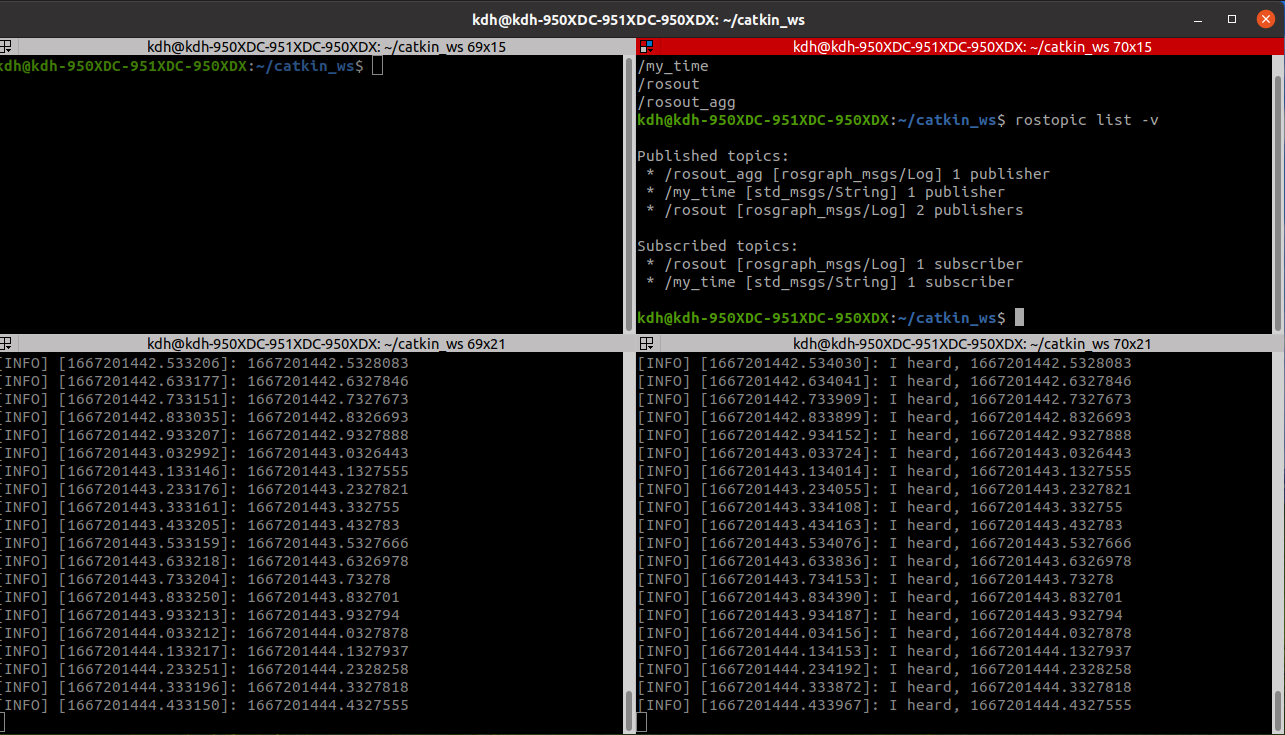 kdh@kdh-950XDC-951XDC-950XDX: ~/catkin_ws
kdh@kdh-950XDC-951XDC-950XDX: ~/catkin_ws 69x15
kdh@kdh-950XDC-951XDC-950XDX:~/catkin_ws$
kdh@kdh-950XDC-951XDC-950XDX: ~/catkin_ws 70x15
/my_time
/rosout
/rosout_agg
kdh@kdh-950XDC-951XDC-950XDX:~/catkin_ws$ rostopic list -v
Published topics:
* /rosout_agg [rosgraph_msgs/Log] 1 publisher
* /my_time [std_msgs/String] 1 publisher
* /rosout [rosgraph_msgs/Log] 2 publishers
Subscribed topics:
* /rosout [rosgraph_msgs/Log] 1 subscriber
* /my_time [std_msgs/String] 1 subscriber
kdh@kdh-950XDC-951XDC-950XDX:~/catkin_ws$
kdh@kdh-950XDC-951XDC-950XDX: ~/catkin_ws 69x21
[INFO] [1667201442.533206]: 1667201442.5328083
[INFO] [1667201442.633177]: 1667201442.6327846
[INFO] [1667201442.733151]: 1667201442.7327673
[INFO] [1667201442.833035]: 1667201442.8326693
[INFO] [1667201442.933207]: 1667201442.9327888
[INFO] [1667201443.032992]: 1667201443.0326443
[INFO] [1667201443.133146]: 1667201443.1327555
[INFO] [1667201443.233176]: 1667201443.2327821
[INFO] [1667201443.333161]: 1667201443.332755
[INFO] [1667201443.433205]: 1667201443.432783
[INFO] [1667201443.533159]: 1667201443.5327666
[INFO] [1667201443.633218]: 1667201443.6326978
[INFO] [1667201443.733204]: 1667201443.73278
[INFO] [1667201443.833250]: 1667201443.832701
[INFO] [1667201443.933213]: 1667201443.932794
[INFO] [1667201444.033212]: 1667201444.0327878
[INFO] [1667201444.133217]: 1667201444.1327937
[INFO] [1667201444.233251]: 1667201444.2328258
[INFO] [1667201444.333196]: 1667201444.3327818
[INFO] [1667201444.433150]: 1667201444.4327555
kdh@kdh-950XDC-951XDC-950XDX: ~/catkin_ws 70x21
[INFO] [1667201442.534030]: I heard, 1667201442.5328083
[INFO] [1667201442.634041]: I heard, 1667201442.6327846
[INFO] [1667201442.733909]: I heard, 1667201442.7327673
[INFO] [1667201442.833899]: I heard, 1667201442.8326693
[INFO] [1667201442.934152]: I heard, 1667201442.9327888
[INFO] [1667201443.033724]: I heard, 1667201443.0326443
[INFO] [1667201443.134014]: I heard, 1667201443.1327555
[INFO] [1667201443.234055]: I heard, 1667201443.2327821
[INFO] [1667201443.334108]: I heard, 1667201443.332755
[INFO] [1667201443.434163]: I heard, 1667201443.432783
[INFO] [1667201443.534076]: I heard, 1667201443.5327666
[INFO] [1667201443.633836]: I heard, 1667201443.6326978
[INFO] [1667201443.734153]: I heard, 1667201443.73278
[INFO] [1667201443.834390]: I heard, 1667201443.832701
[INFO] [1667201443.934187]: I heard, 1667201443.932794
[INFO] [1667201444.034156]: I heard, 1667201444.0327878
[INFO] [1667201444.134153]: I heard, 1667201444.1327937
[INFO] [1667201444.234192]: I heard, 1667201444.2328258
[INFO] [1667201444.333872]: I heard, 1667201444.3327818
[INFO] [1667201444.433967]: I heard, 1667201444.4327555